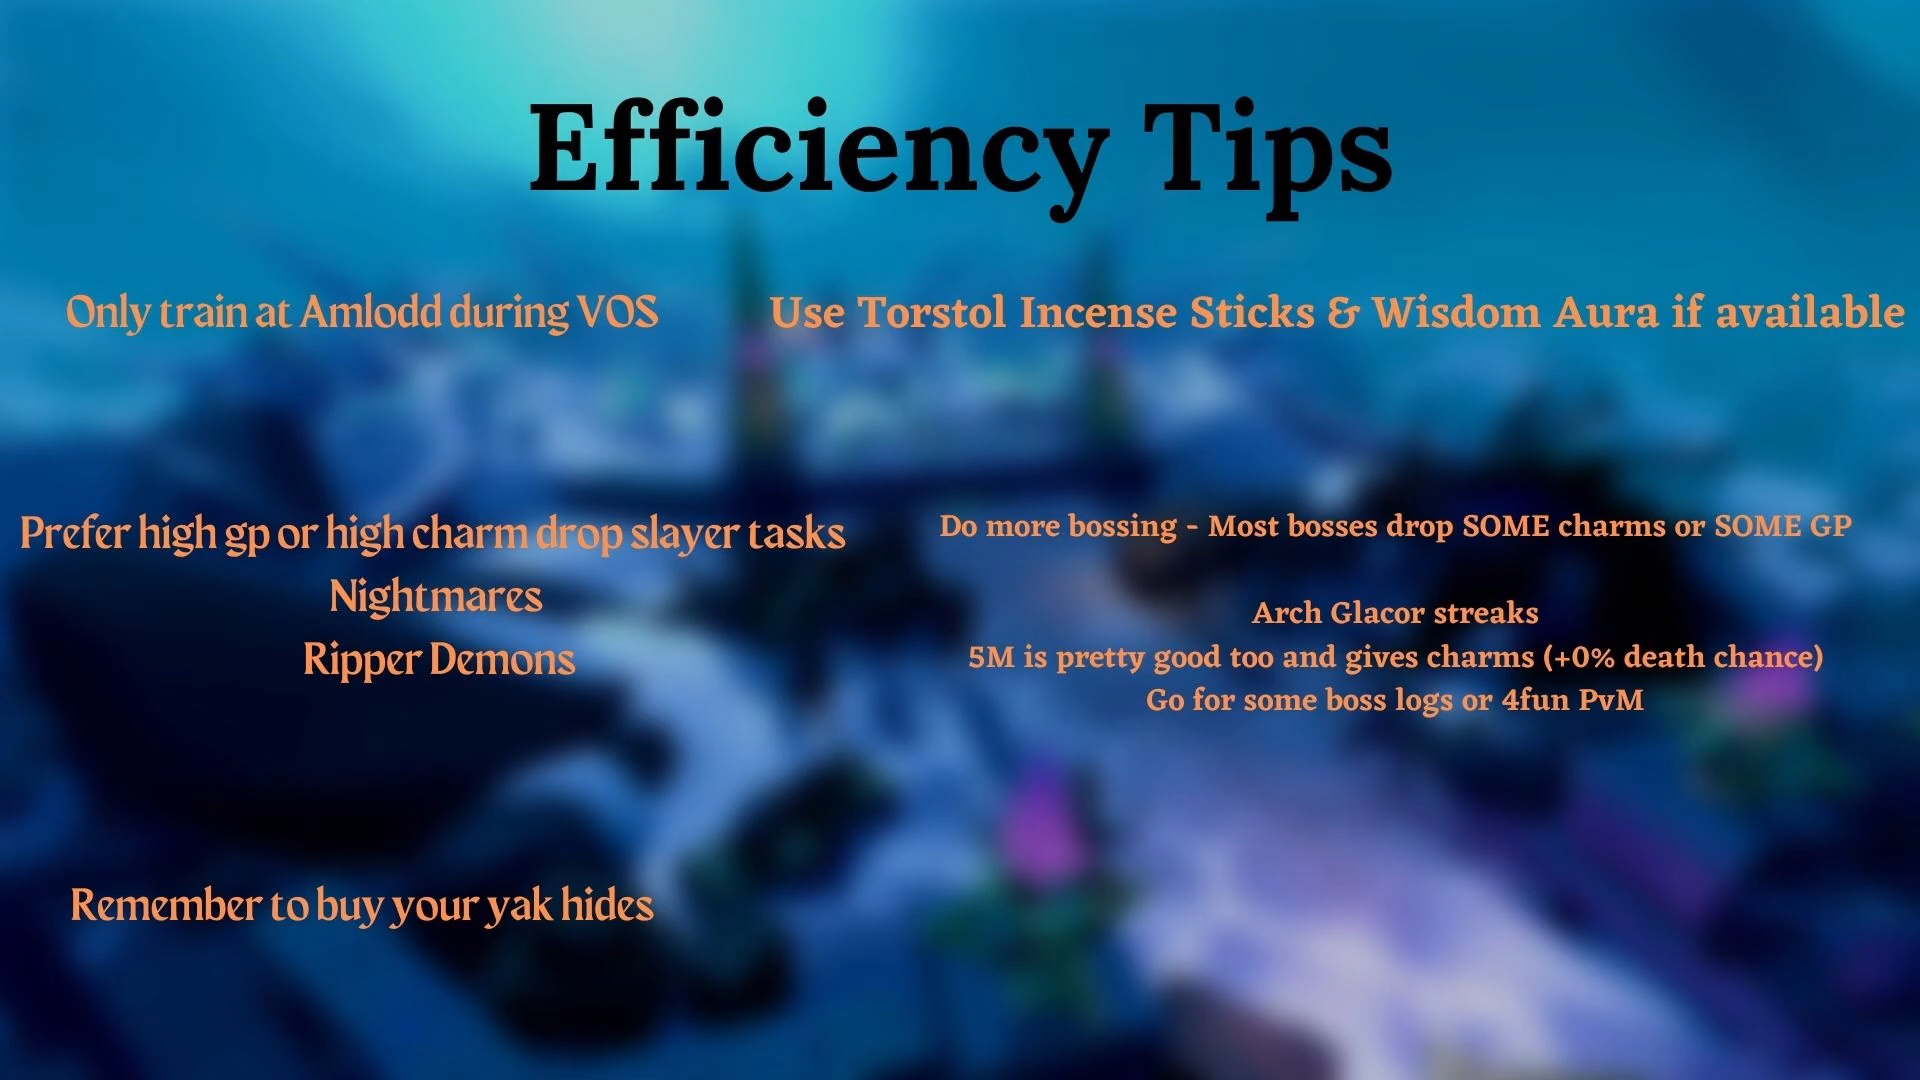 Efficiency Tips
Only train at Amlodd during VOS
Use Torstol Incense Sticks & Wisdom Aura if available
Prefer high gp or high charm drop slayer tasks
Nightmares
Ripper Demons
Do more bossing - Most bosses drop SOME charms or SOME GP
Arch Glacor streaks
5M is pretty good too and gives charms (+0% death chance)
Go for some boss logs or 4fun PvM
Remember to buy your yak hides